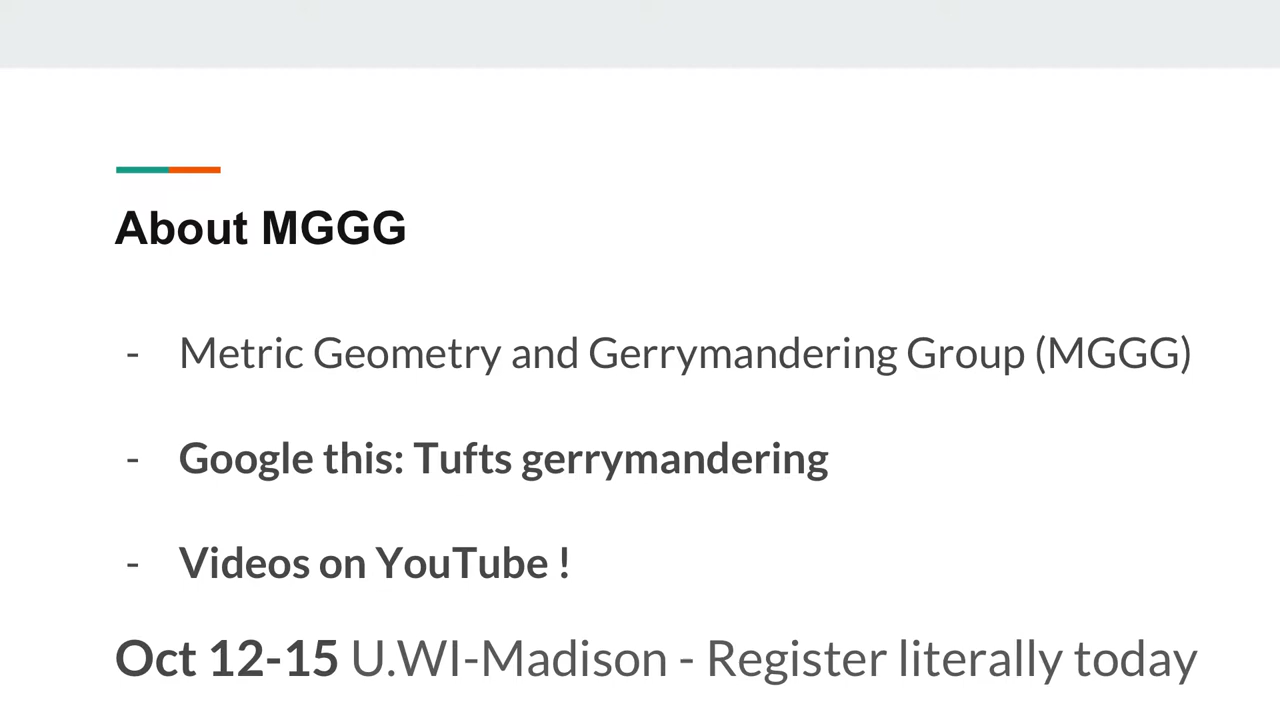 About MGGG
- Metric Geometry and Gerrymandering Group (MGGG)
- Google this: Tufts gerrymandering
- Videos on YouTube !
Oct 12-15 U.WI-Madison - Register literally today